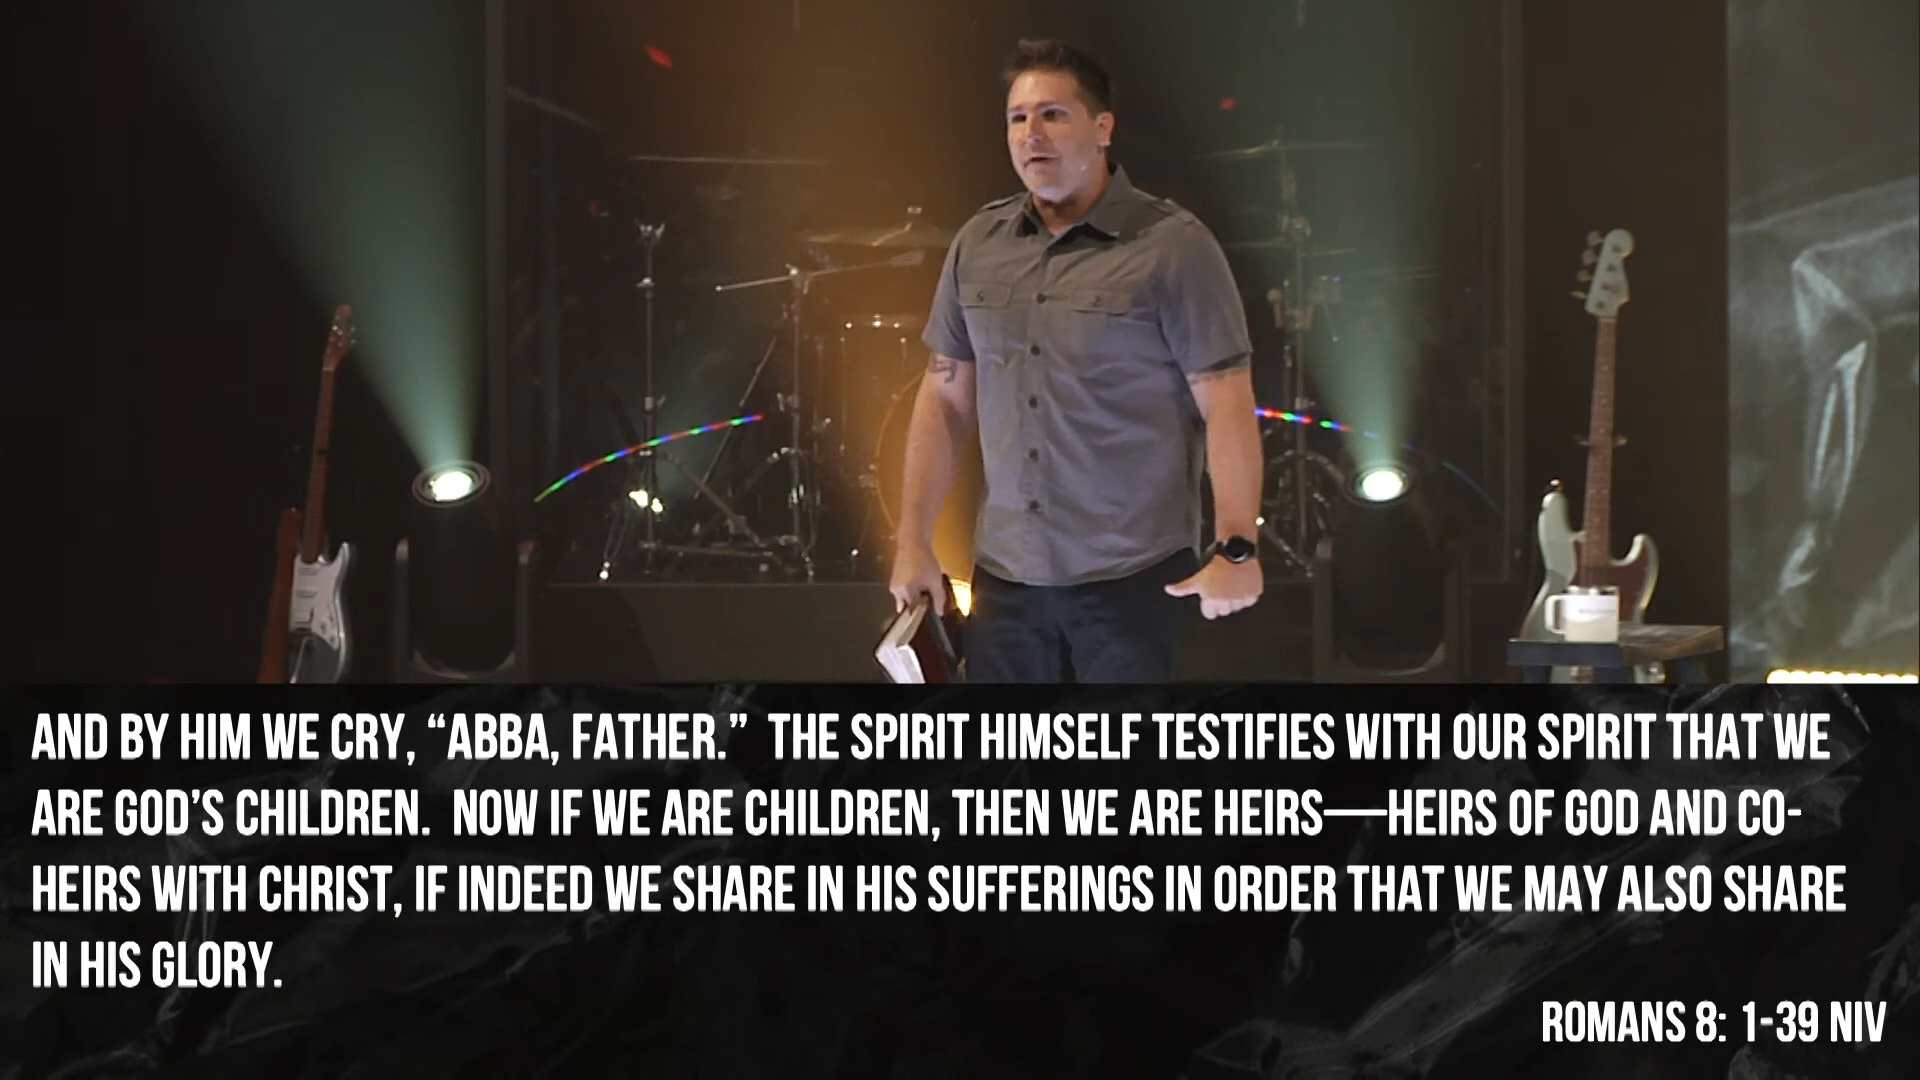 AND BY HIM WE CRY, “ABBA, FATHER.”  THE SPIRIT HIMSELF TESTIFIES WITH OUR SPIRIT THAT WE
ARE GOD’S CHILDREN.  NOW IF WE ARE CHILDREN, THEN WE ARE HEIRS—HEIRS OF GOD AND CO-
HEIRS WITH CHRIST, IF INDEED WE SHARE IN HIS SUFFERINGS IN ORDER THAT WE MAY ALSO SHARE
IN HIS GLORY.
ROMANS 8: 1-39 NIV